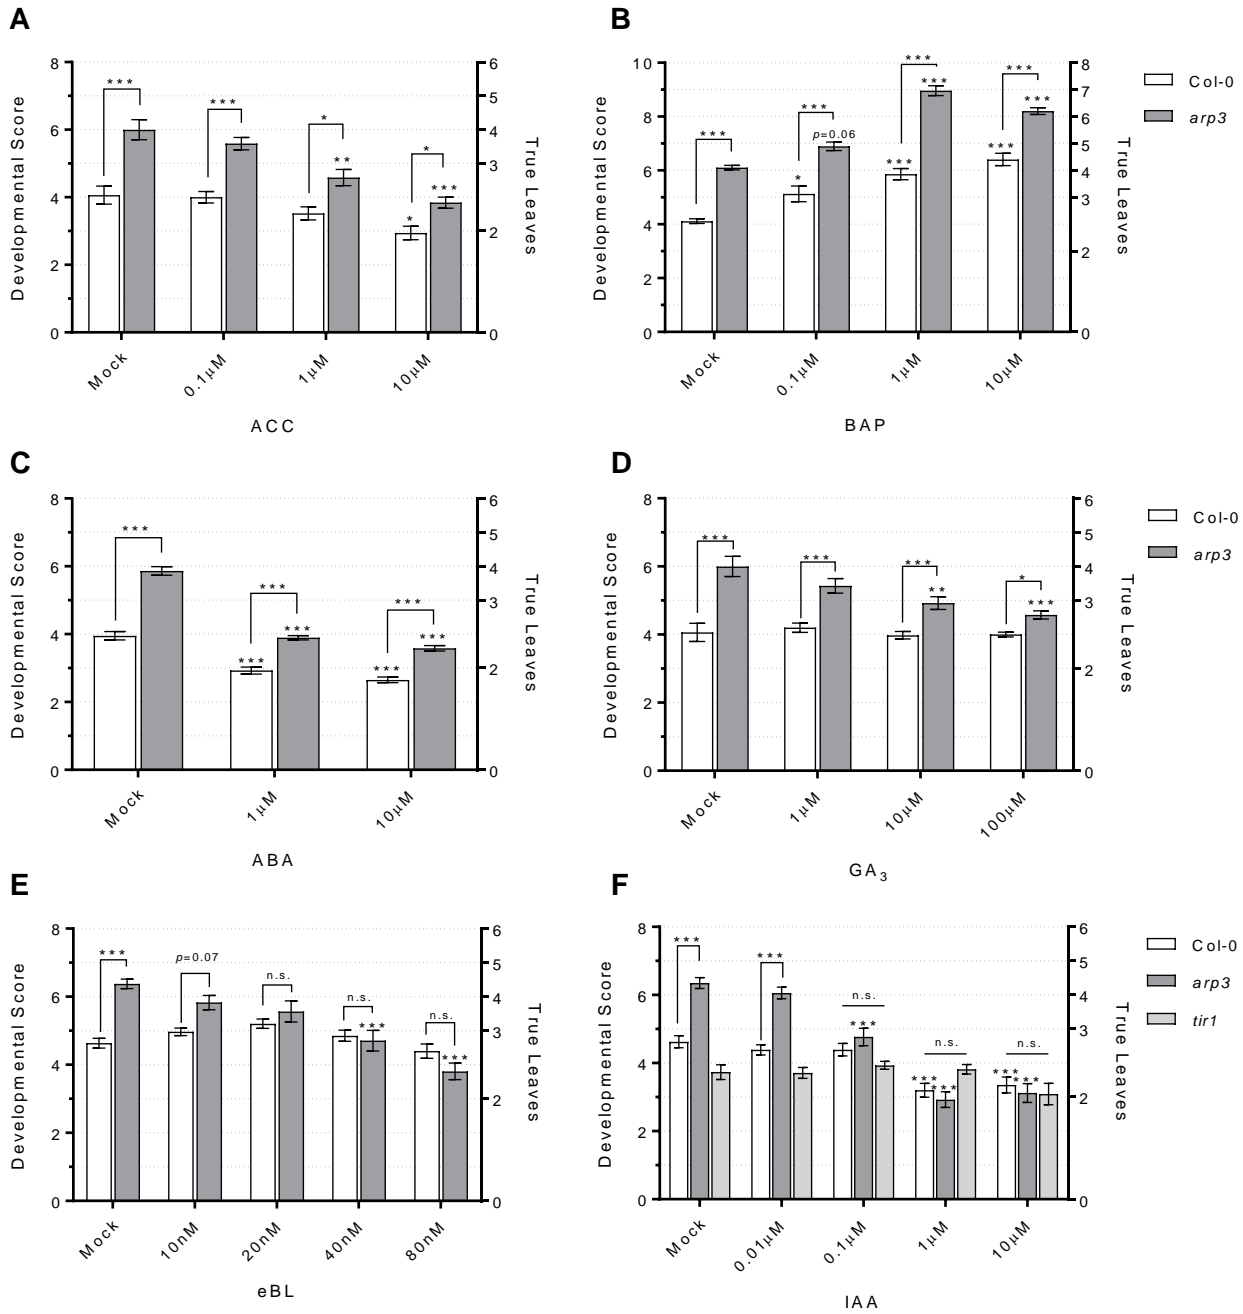 A
Developmental Score
8
6
4
2
0
***
***
*
**
*
*
***
6
5
4
3
2
0
True Leaves
Mock
0.1µM
1µM
10µM
ACC
B
Developmental Score
10
8
6
4
2
0
***
***
p=0.06
*
***
***
***
***
***
***
8
7
6
5
4
3
2
0
True Leaves
Mock
0.1µM
1µM
10µM
BAP
Col-0
arp3
C
Developmental Score
8
6
4
2
0
***
***
***
***
***
***
***
6
5
4
3
2
0
True Leaves
Mock
1µM
10µM
ABA
D
Developmental Score
8
6
4
2
0
***
***
***
**
*
***
6
5
4
3
2
0
True Leaves
Mock
1µM
10µM
100µM
GA3
Col-0
arp3
E
Developmental Score
8
6
4
2
0
***
p=0.07
n.s.
n.s.
***
n.s.
***
6
5
4
3
2
0
True Leaves
Mock
10nM
20nM
40nM
80nM
eBL
F
Developmental Score
8
6
4
2
0
***
***
n.s.
***
n.s.
***
***
n.s.
***
***
6
5
4
3
2
0
True Leaves
Mock
0.01µM
0.1µM
1µM
10µM
IAA
Col-0
arp3
tir1